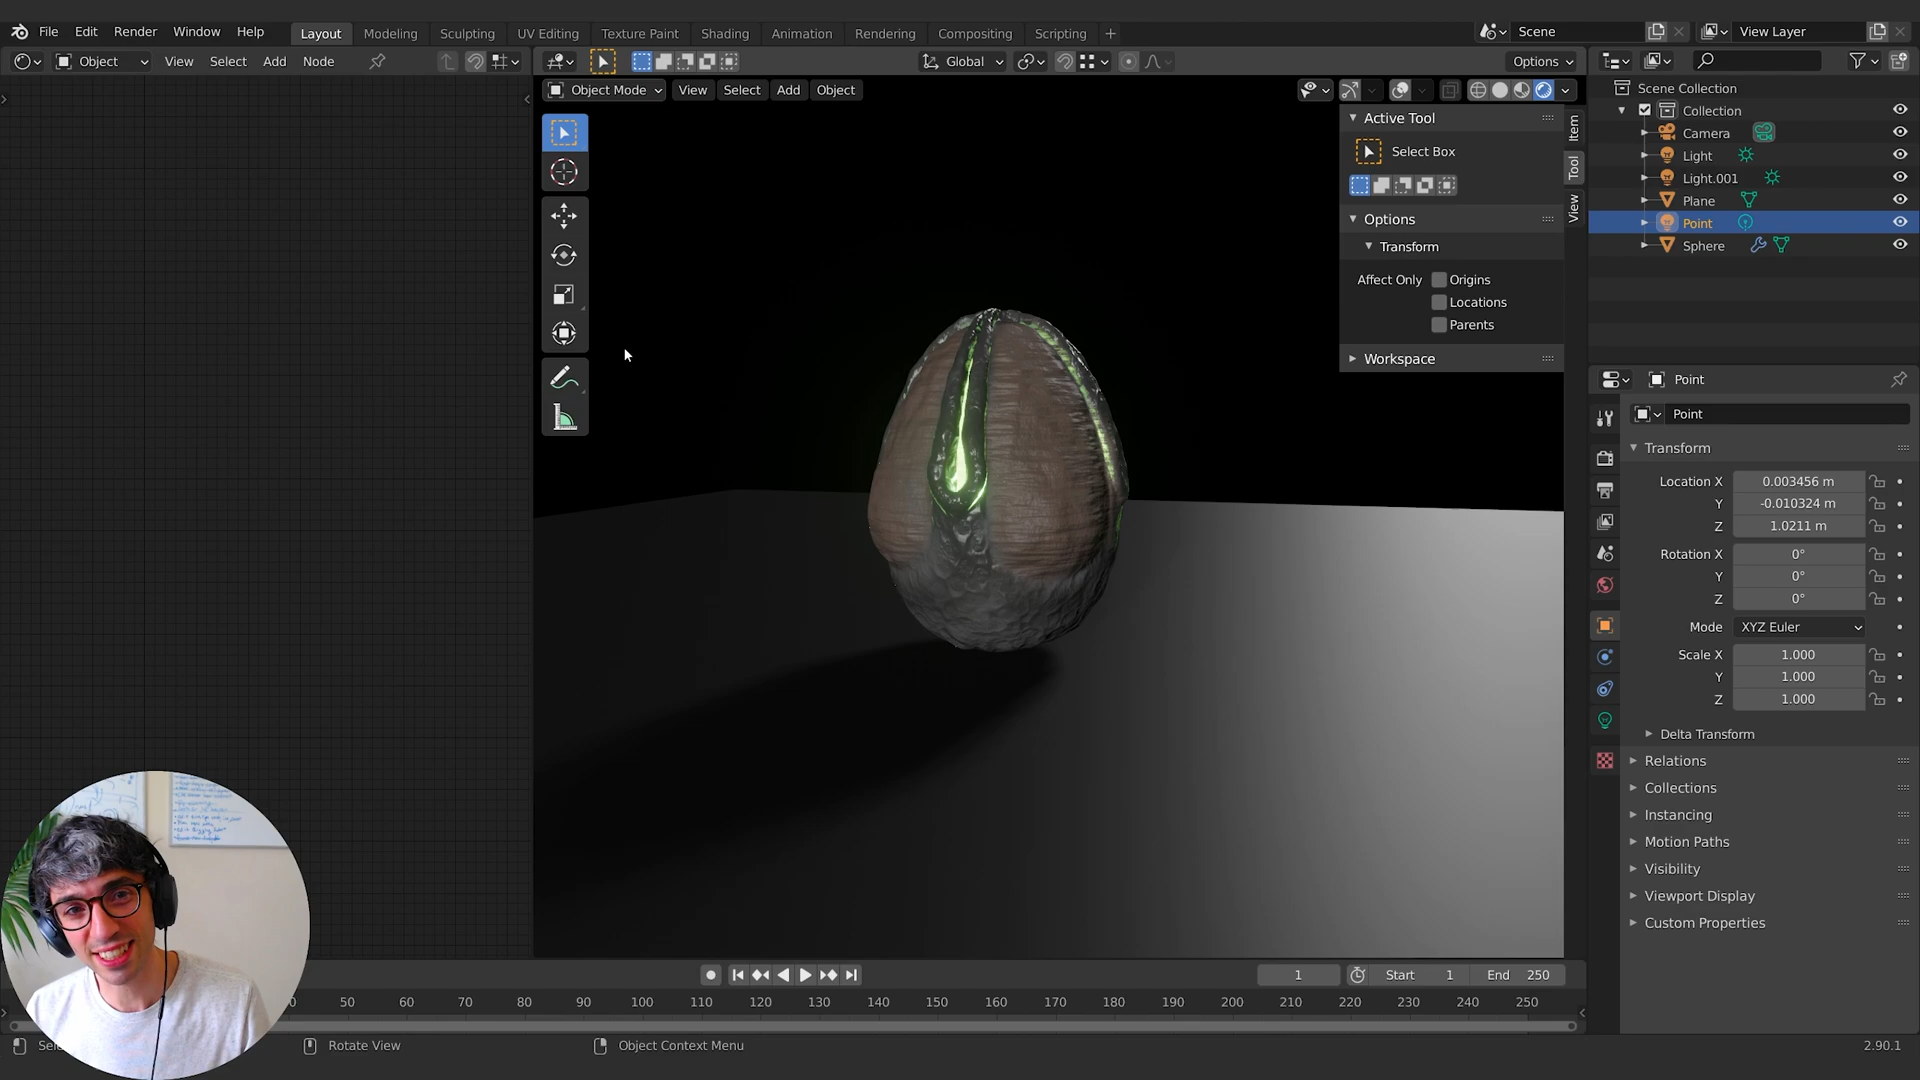 File Edit Render Window Help Layout Modeling Sculpting UV Editing Texture Paint Shading Animation Rendering Compositing Scripting + Scene View Layer
Object View Select Add Node Global Options
Object Mode View Select Add Object
Active Tool
Select Box
Options
Transform
Affect Only Origins
Locations
Parents
Workspace
Item
Tool
View
Scene Collection
Collection
Camera
Light
Light.001
Plane
Point
Sphere
Point
Point
Transform
Location X 0.003456 m
Y -0.010324 m
Z 1.0211 m
Rotation X 0°
Y 0°
Z 0°
Mode XYZ Euler
Scale X 1.000
Y 1.000
Z 1.000
Delta Transform
Relations
Collections
Instancing
Motion Paths
Visibility
Viewport Display
Custom Properties
1 Start 1 End 250
50 60 70 80 90 100 110 120 130 140 150 160 170 180 190 200 210 220 230 240 250
Rotate View Object Context Menu 2.90.1